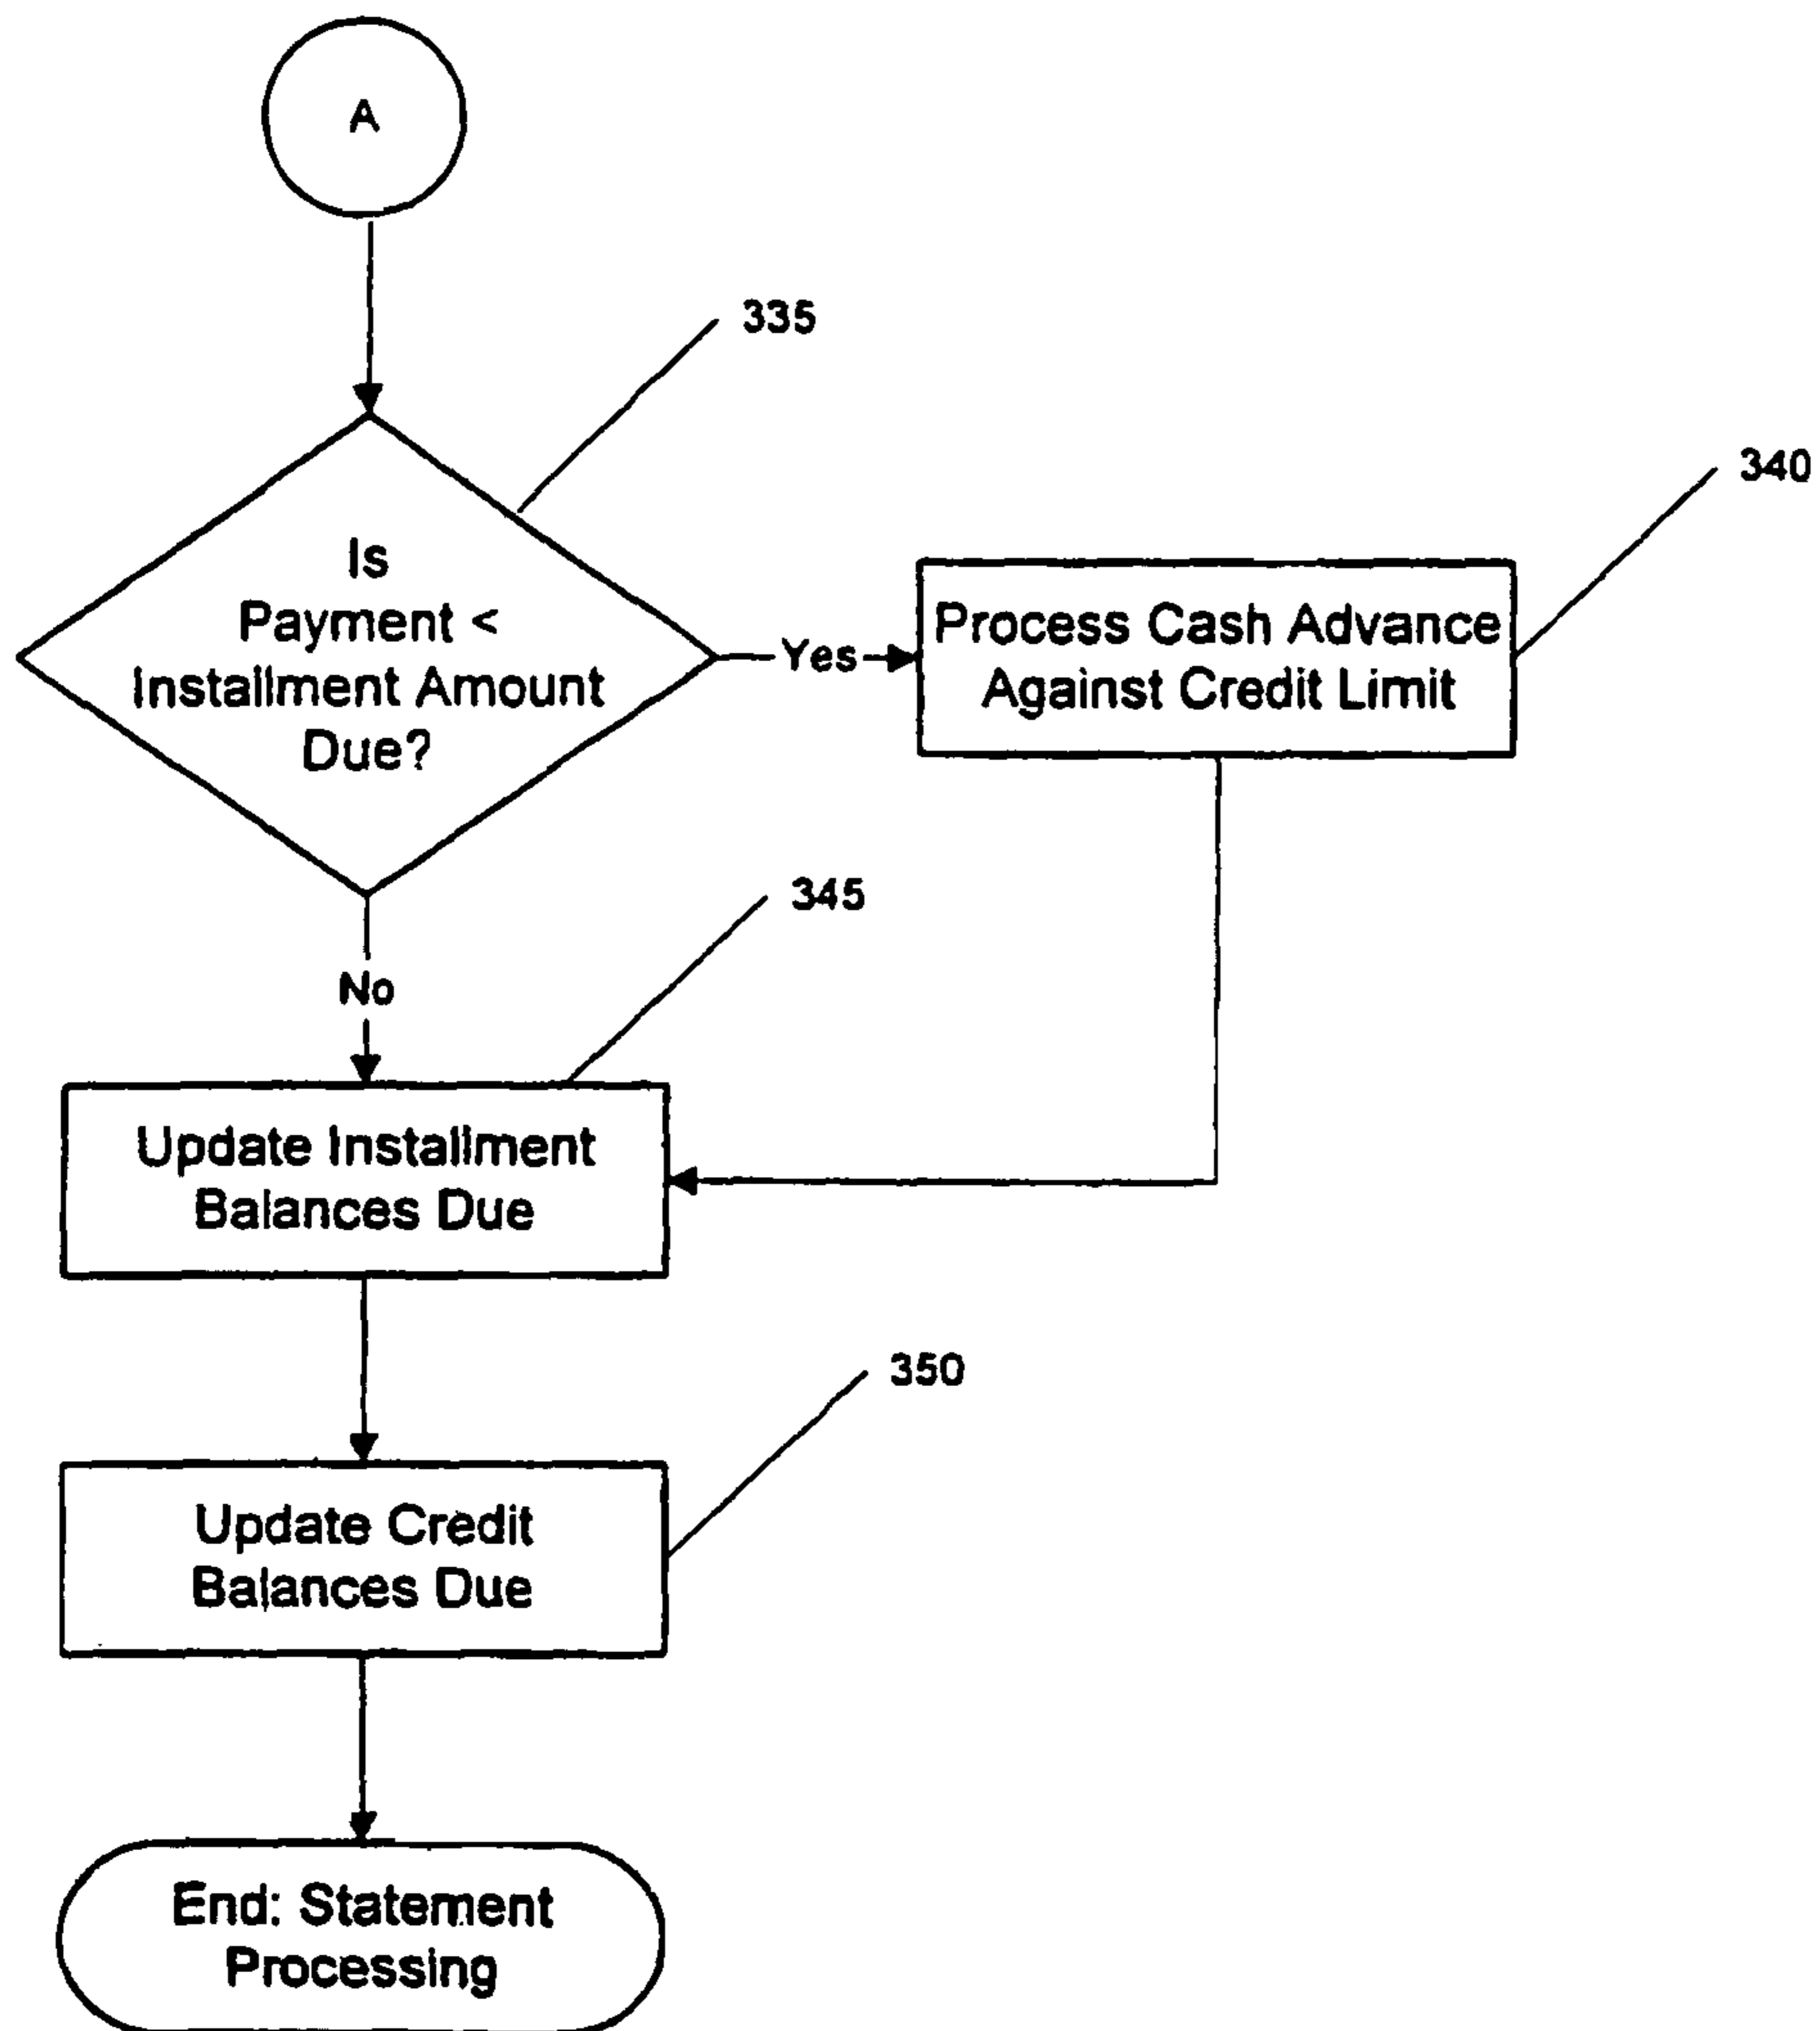 A
335
340
Is
Payment <
Installment Amount
Due?
Yes
Process Cash Advance
Against Credit Limit
345
No
Update Installment
Balances Due
350
Update Credit
Balances Due
End: Statement
Processing